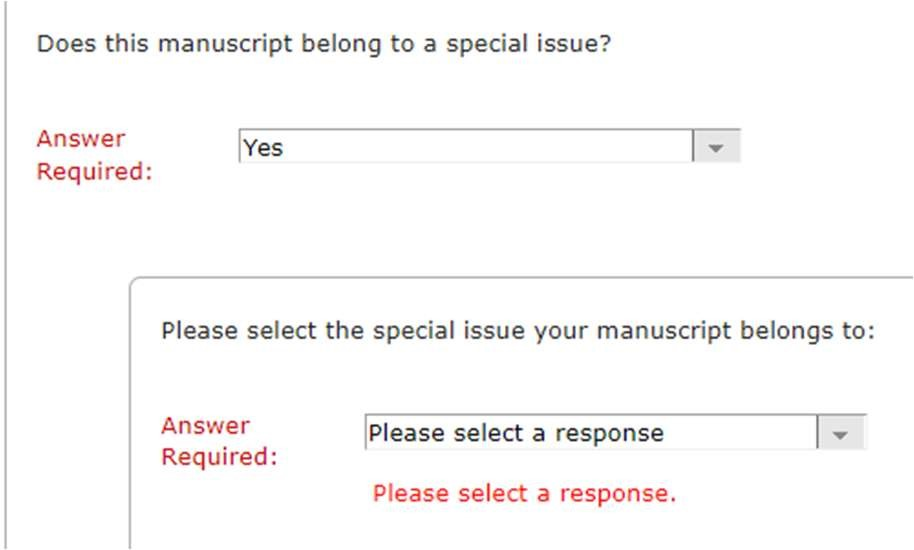 Does this manuscript belong to a special issue?
Answer
Required:
Yes
Please select the special issue your manuscript belongs to:
Answer
Required:
Please select a response
Please select a response.